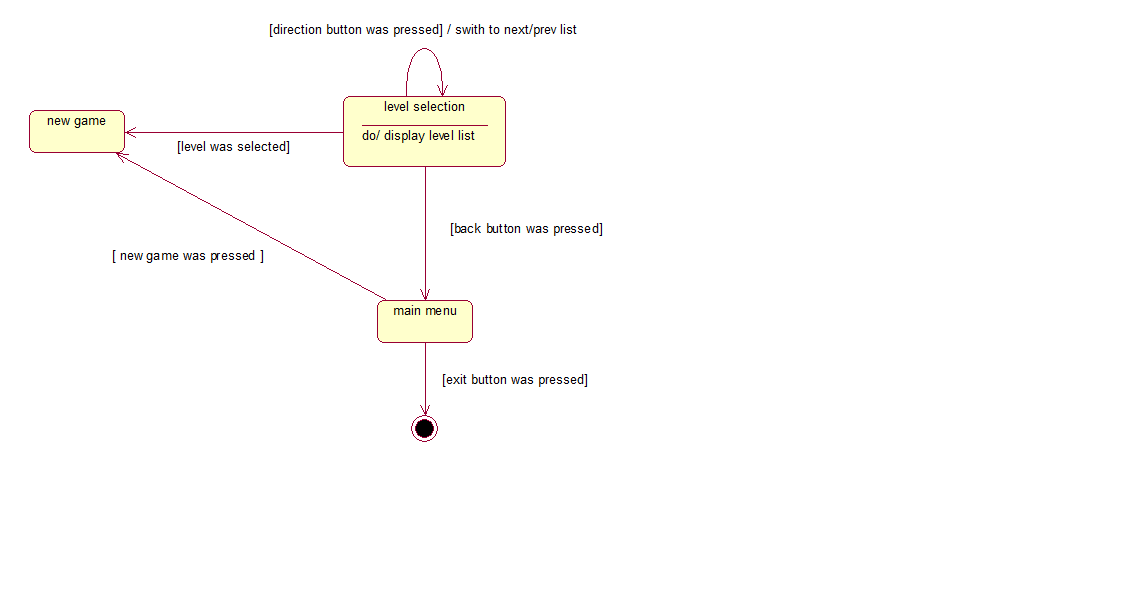 [direction button was pressed] / swith to next/prev list
level selection
do/ display level list
new game
[level was selected]
[back button was pressed]
[ new game was pressed ]
main menu
[exit button was pressed]